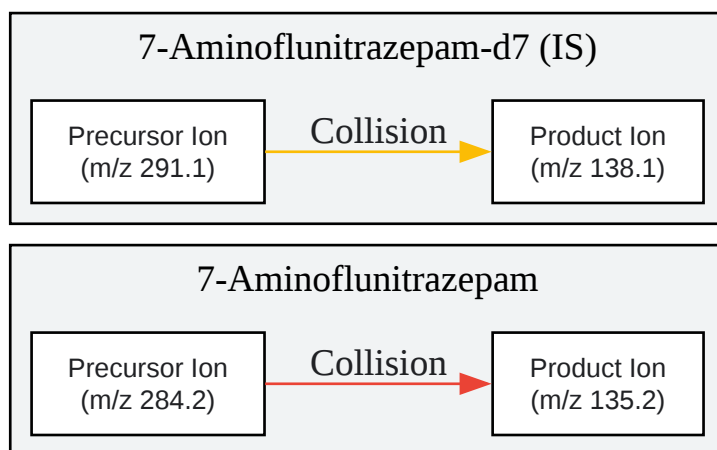 7-Aminoflunitrazepam-d7 (IS)
Precursor Ion
(m/z 291.1)
Collision
Product Ion
(m/z 138.1)
7-Aminoflunitrazepam
Precursor Ion
(m/z 284.2)
Collision
Product Ion
(m/z 135.2)